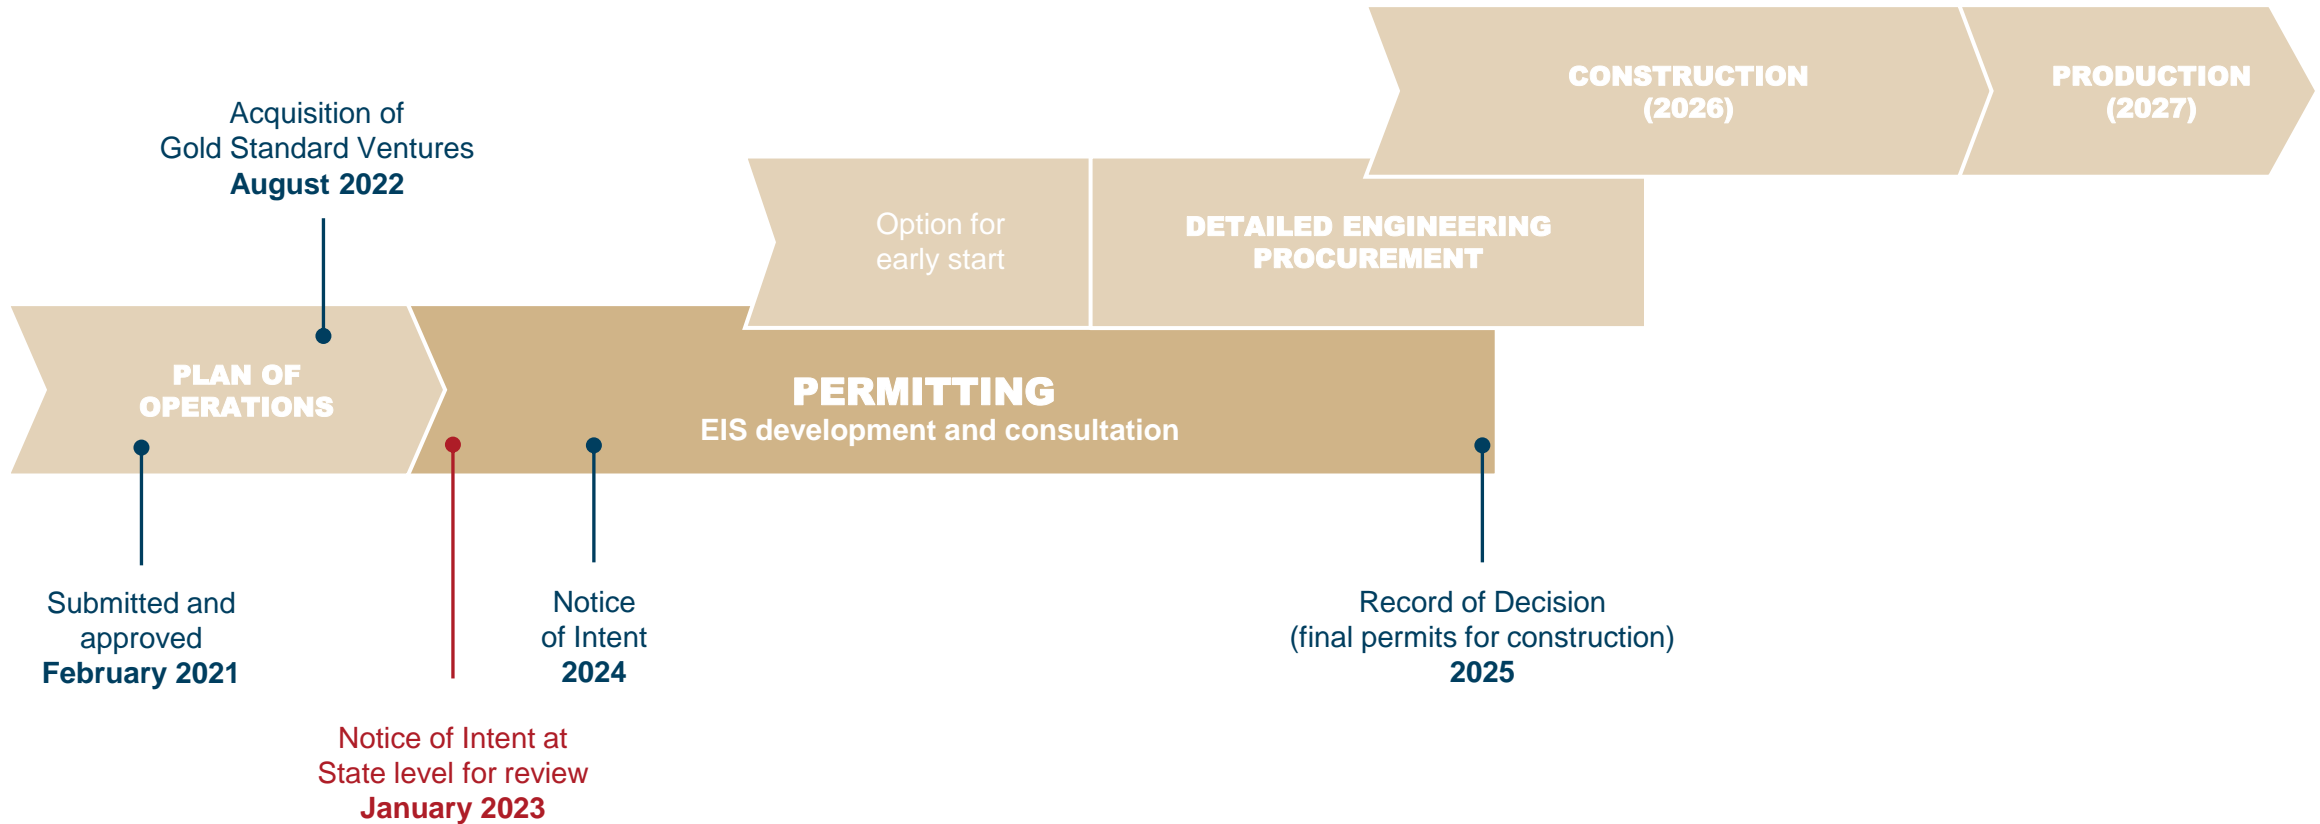 CONSTRUCTION
(2026)
PRODUCTION
(2027)
Acquisition of
Gold Standard Ventures
August 2022
Option for
early start
DETAILED ENGINEERING
PROCUREMENT
PLAN OF
OPERATIONS
PERMITTING
EIS development and consultation
Submitted and
approved
February 2021
Notice
of Intent
2024
Record of Decision
(final permits for construction)
2025
Notice of Intent at
State level for review
January 2023